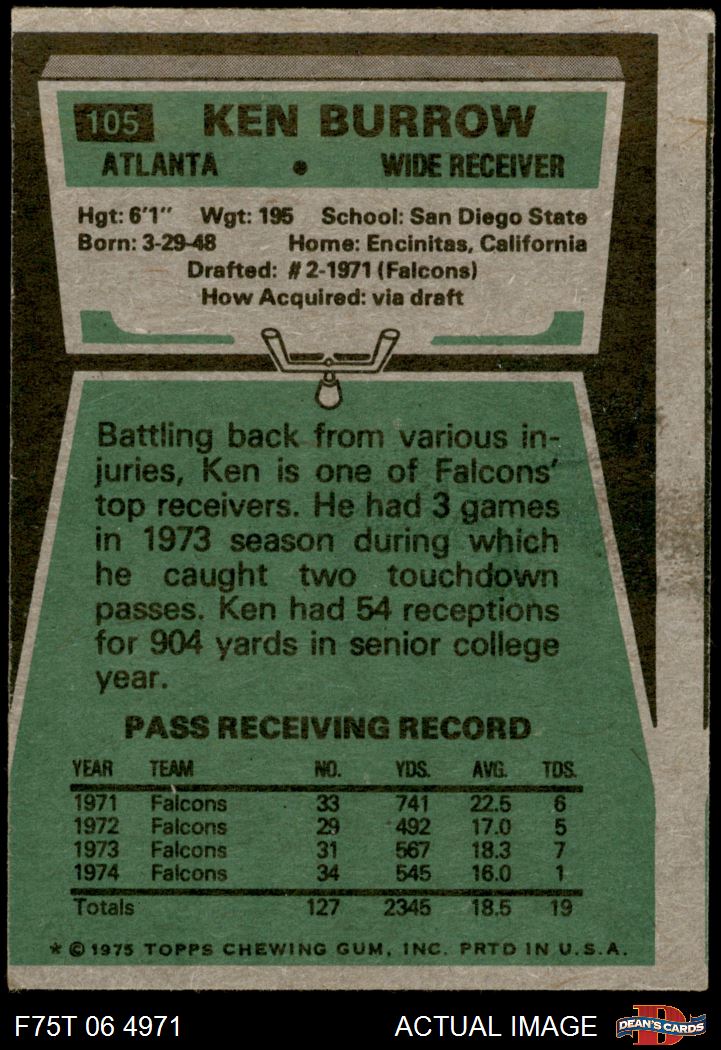 105 KEN BURROW
ATLANTA • WIDE RECEIVER
Hgt: 6'1" Wgt: 195 School: San Diego State
Born: 3-29-48 Home: Encinitas, California
Drafted: #2-1971 (Falcons)
How Acquired: via draft
Battling back from various in-
juries, Ken is one of Falcons'
top receivers. He had 3 games
in 1973 season during which
he caught two touchdown
passes. Ken had 54 receptions
for 904 yards in senior college
year.
PASS RECEIVING RECORD
YEAR TEAM NO. YDS. AVG. TDS.
1971 Falcons 33 741 22.5 6
1972 Falcons 29 492 17.0 5
1973 Falcons 31 567 18.3 7
1974 Falcons 34 545 16.0 1
Totals 127 2345 18.5 19
* © 1975 TOPPS CHEWING GUM, INC. PRTD IN U.S.A.
F75T 06 4971 ACTUAL IMAGE D DEAN'S CARDS